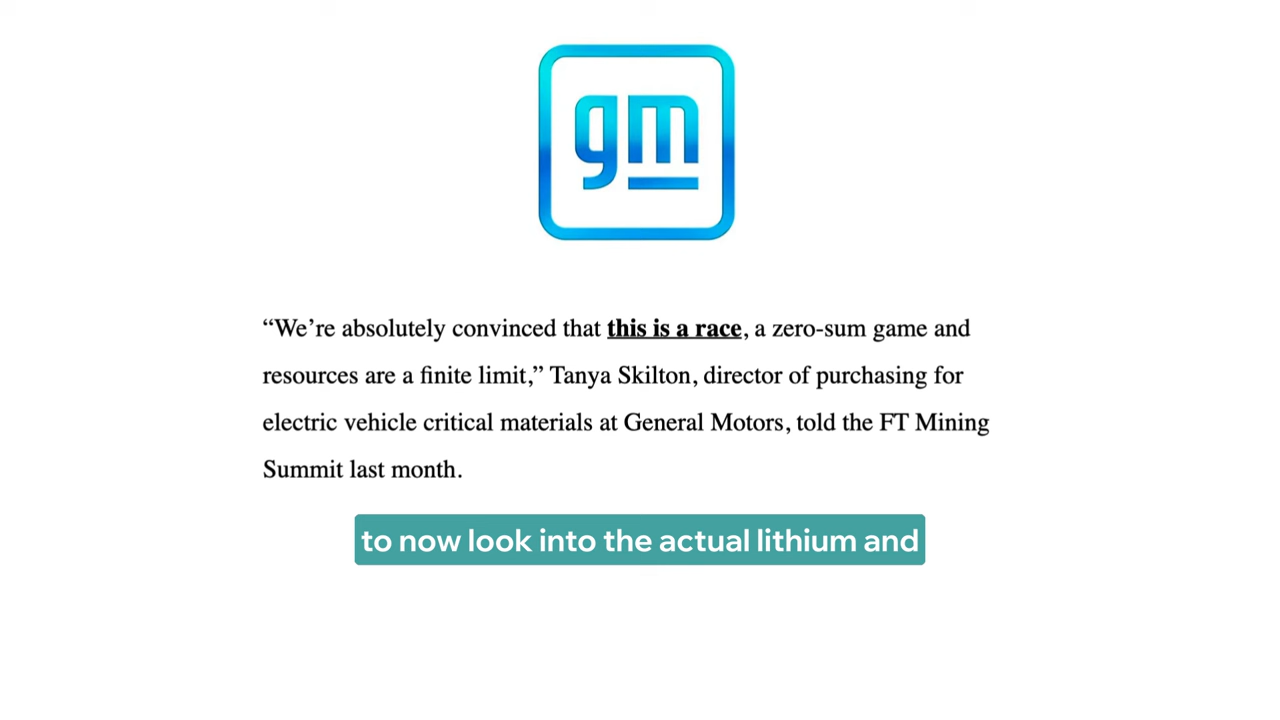 gm
“We’re absolutely convinced that this is a race, a zero-sum game and
resources are a finite limit,” Tanya Skilton, director of purchasing for
electric vehicle critical materials at General Motors, told the FT Mining
Summit last month.
to now look into the actual lithium and